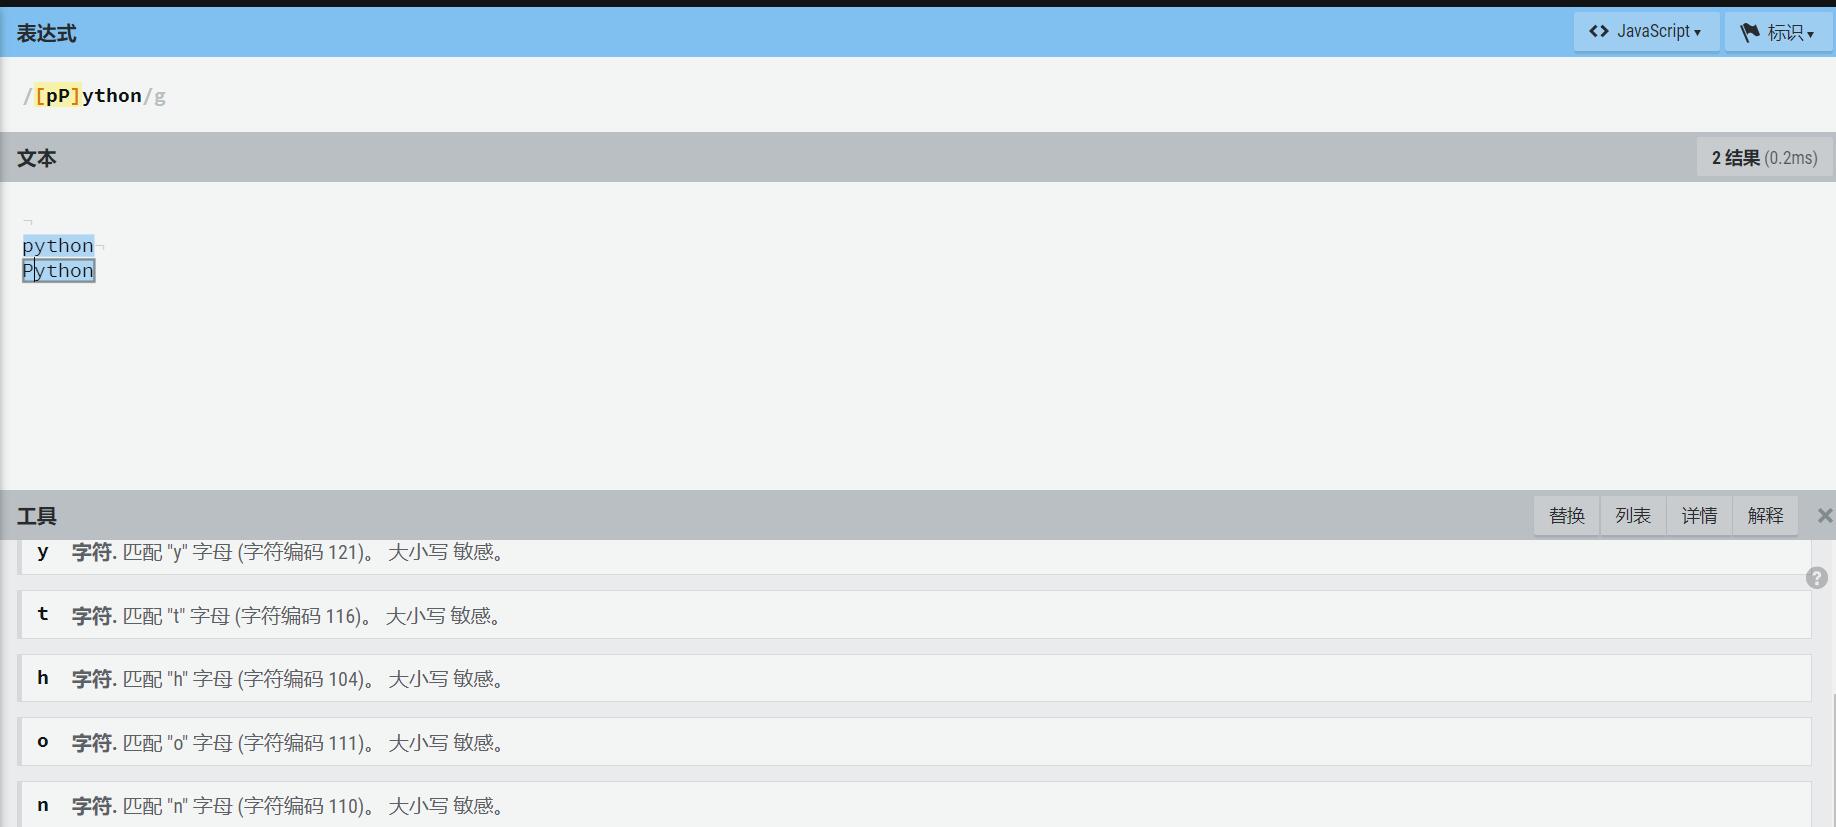 表达式
<> JavaScript ▾
标识 ▾
/[pP]ython/g
文本
2 结果 (0.2ms)
¬
python¬
Python
工具
替换
列表
详情
解释
×
?
y 字符. 匹配 "y" 字母 (字符编码 121)。 大小写 敏感。
t 字符. 匹配 "t" 字母 (字符编码 116)。 大小写 敏感。
h 字符. 匹配 "h" 字母 (字符编码 104)。 大小写 敏感。
o 字符. 匹配 "o" 字母 (字符编码 111)。 大小写 敏感。
n 字符. 匹配 "n" 字母 (字符编码 110)。 大小写 敏感。